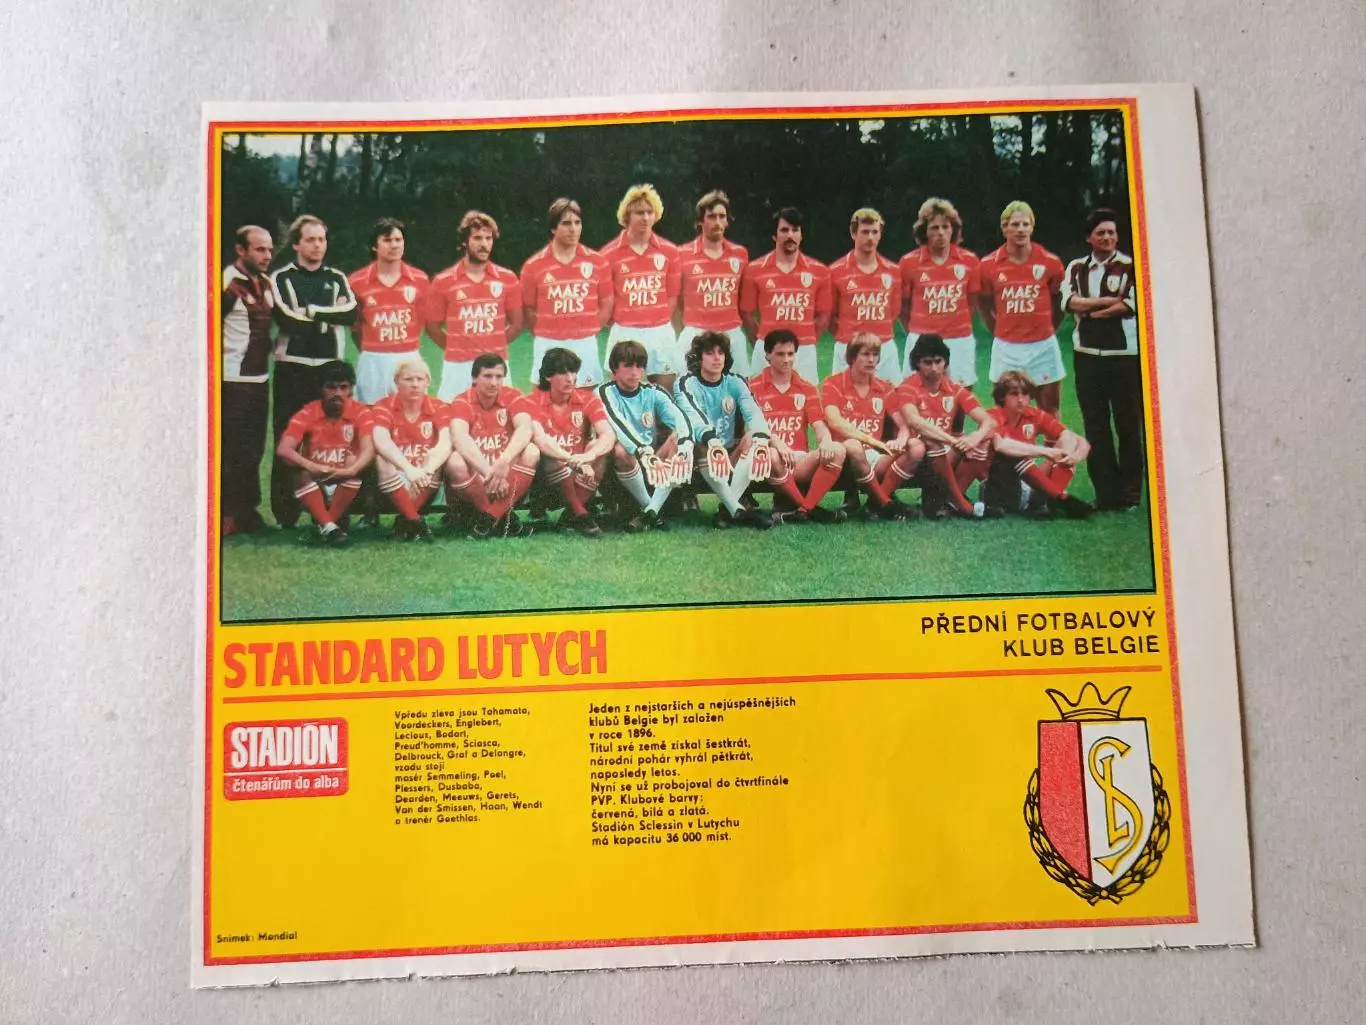 MAES
PILS
MAES
PILS
MAES
PILS
MAES
PILS
MAES
PILS
MAES
PILS
MAES
PILS
MAES
PILS
MAES
PILS
STANDARD LUTYCH
PŘEDNÍ FOTBALOVÝ
KLUB BELGIE
STADIÓN
čtenářům do alba
Vpředu zleva jsou Tahamata,
Voordeckers, Englebert,
Lecloux, Bodart,
Preud'homme, Sciasca,
Delbrouck, Graf a Delangre,
vzadu stojí
masér Semmeling, Poel,
Plessers, Dusbaba,
Dearden, Meeuws, Gerets,
Van der Smissen, Haan, Wendt
a trenér Goethlas.
Jeden z nejstarších a nejúspěšnějších
klubů Belgie byl založen
v roce 1896.
Titul své země získal šestkrát,
národní pohár vyhrál pětkrát,
naposledy letos.
Nyní se už probojoval do čtvrtfinále
PVP. Klubové barvy:
červená, bílá a zlatá.
Stadión Sclessin v Lutychu
má kapacitu 36 000 míst.
Snímek: Mondial